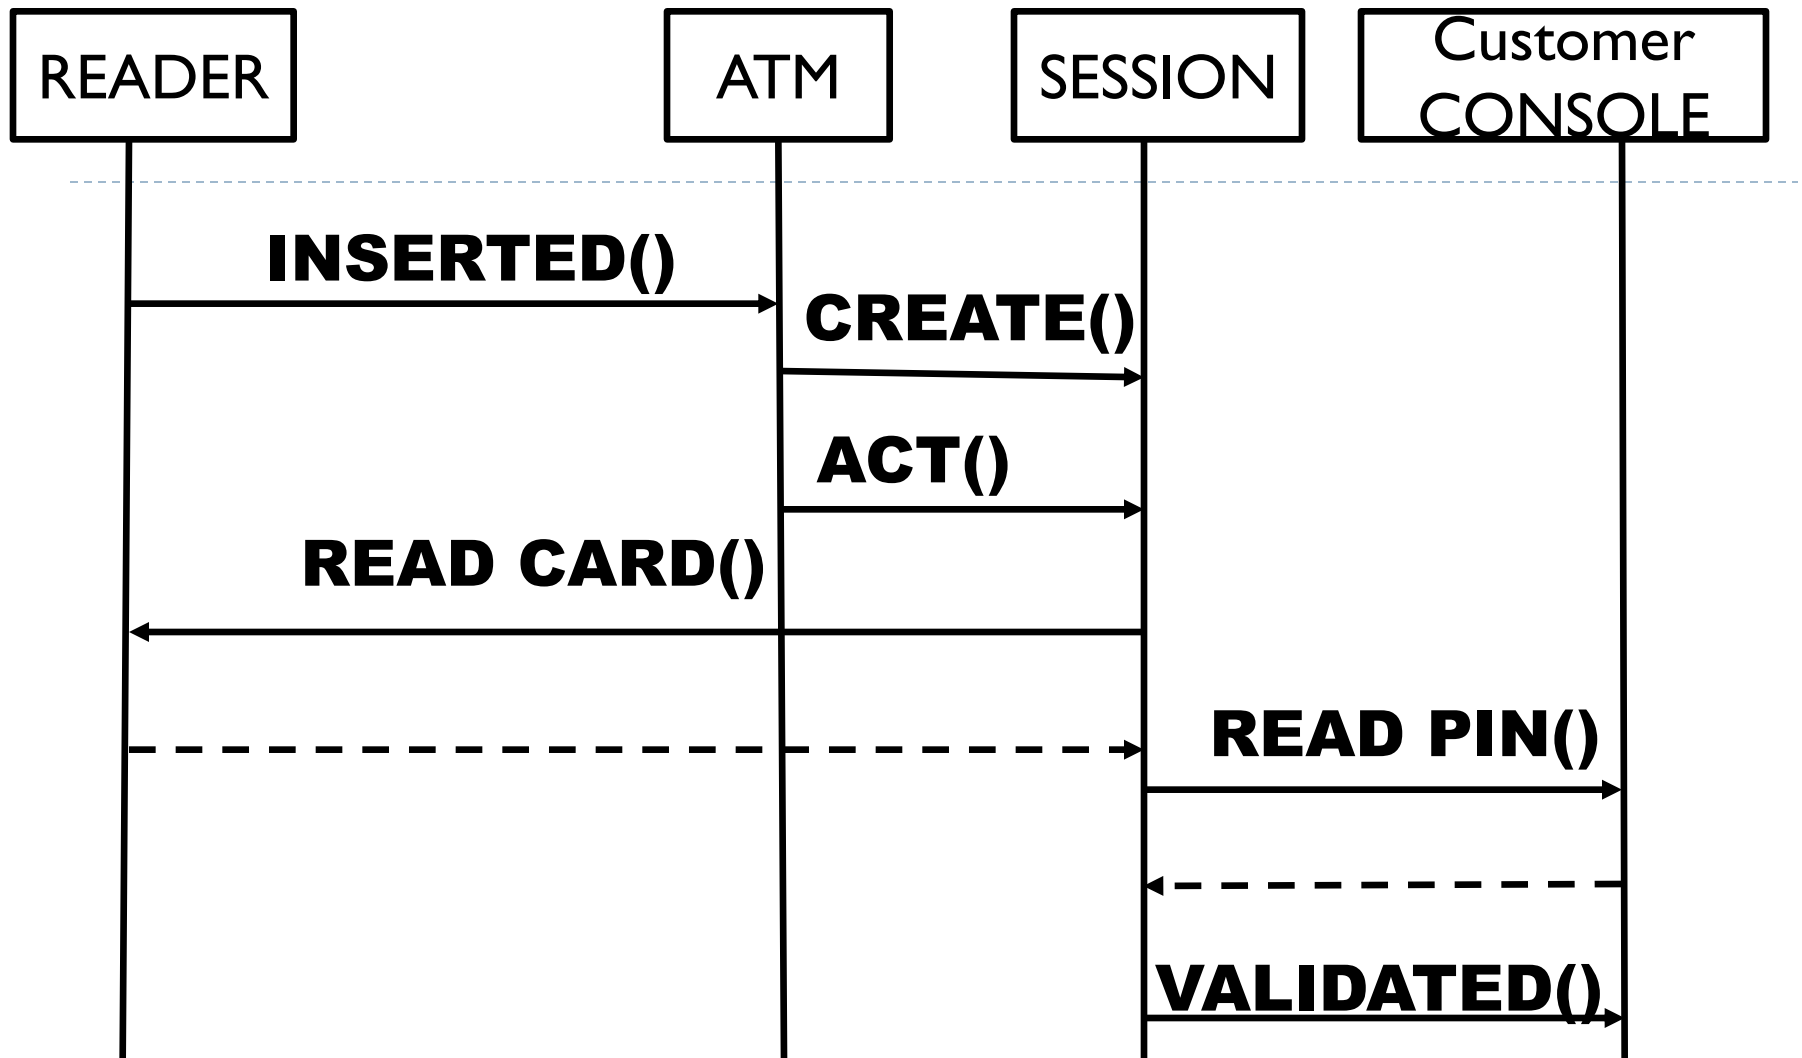 READER
ATM
SESSION
Customer
CONSOLE
INSERTED()
CREATE()
ACT()
READ CARD()
READ PIN()
VALIDATED()